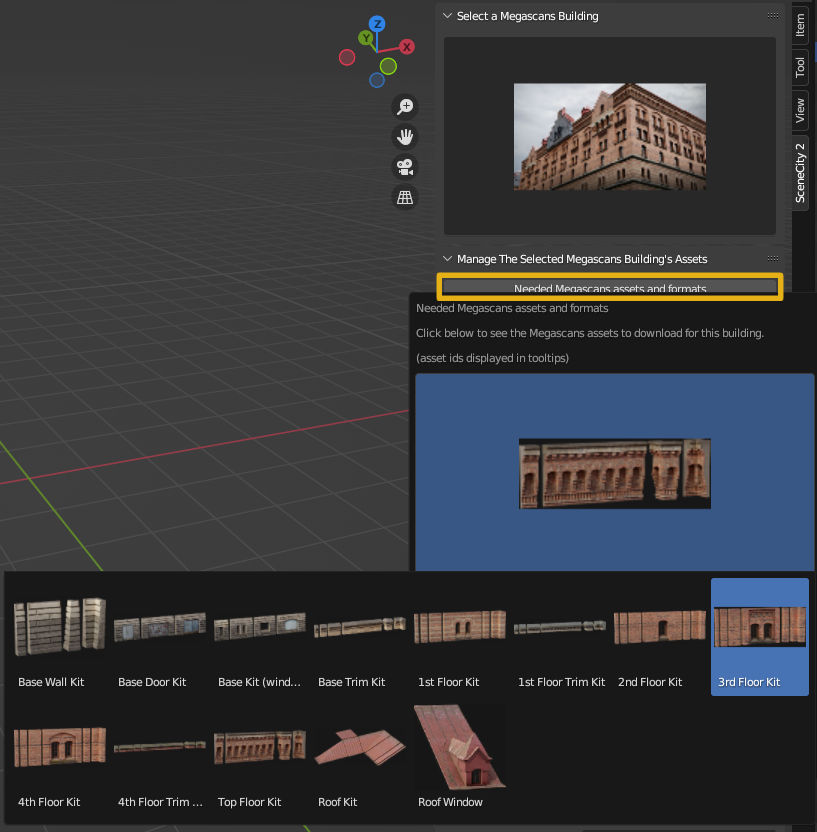 Z
Y
X
Select a Megascans Building
Item
Tool
View
SceneCity 2
Manage The Selected Megascans Building's Assets
Needed Megascans assets and formats
Needed Megascans assets and formats
Click below to see the Megascans assets to download for this building.
(asset ids displayed in tooltips)
Base Wall Kit
Base Door Kit
Base Kit (wind...
Base Trim Kit
1st Floor Kit
1st Floor Trim Kit
2nd Floor Kit
3rd Floor Kit
4th Floor Kit
4th Floor Trim ...
Top Floor Kit
Roof Kit
Roof Window